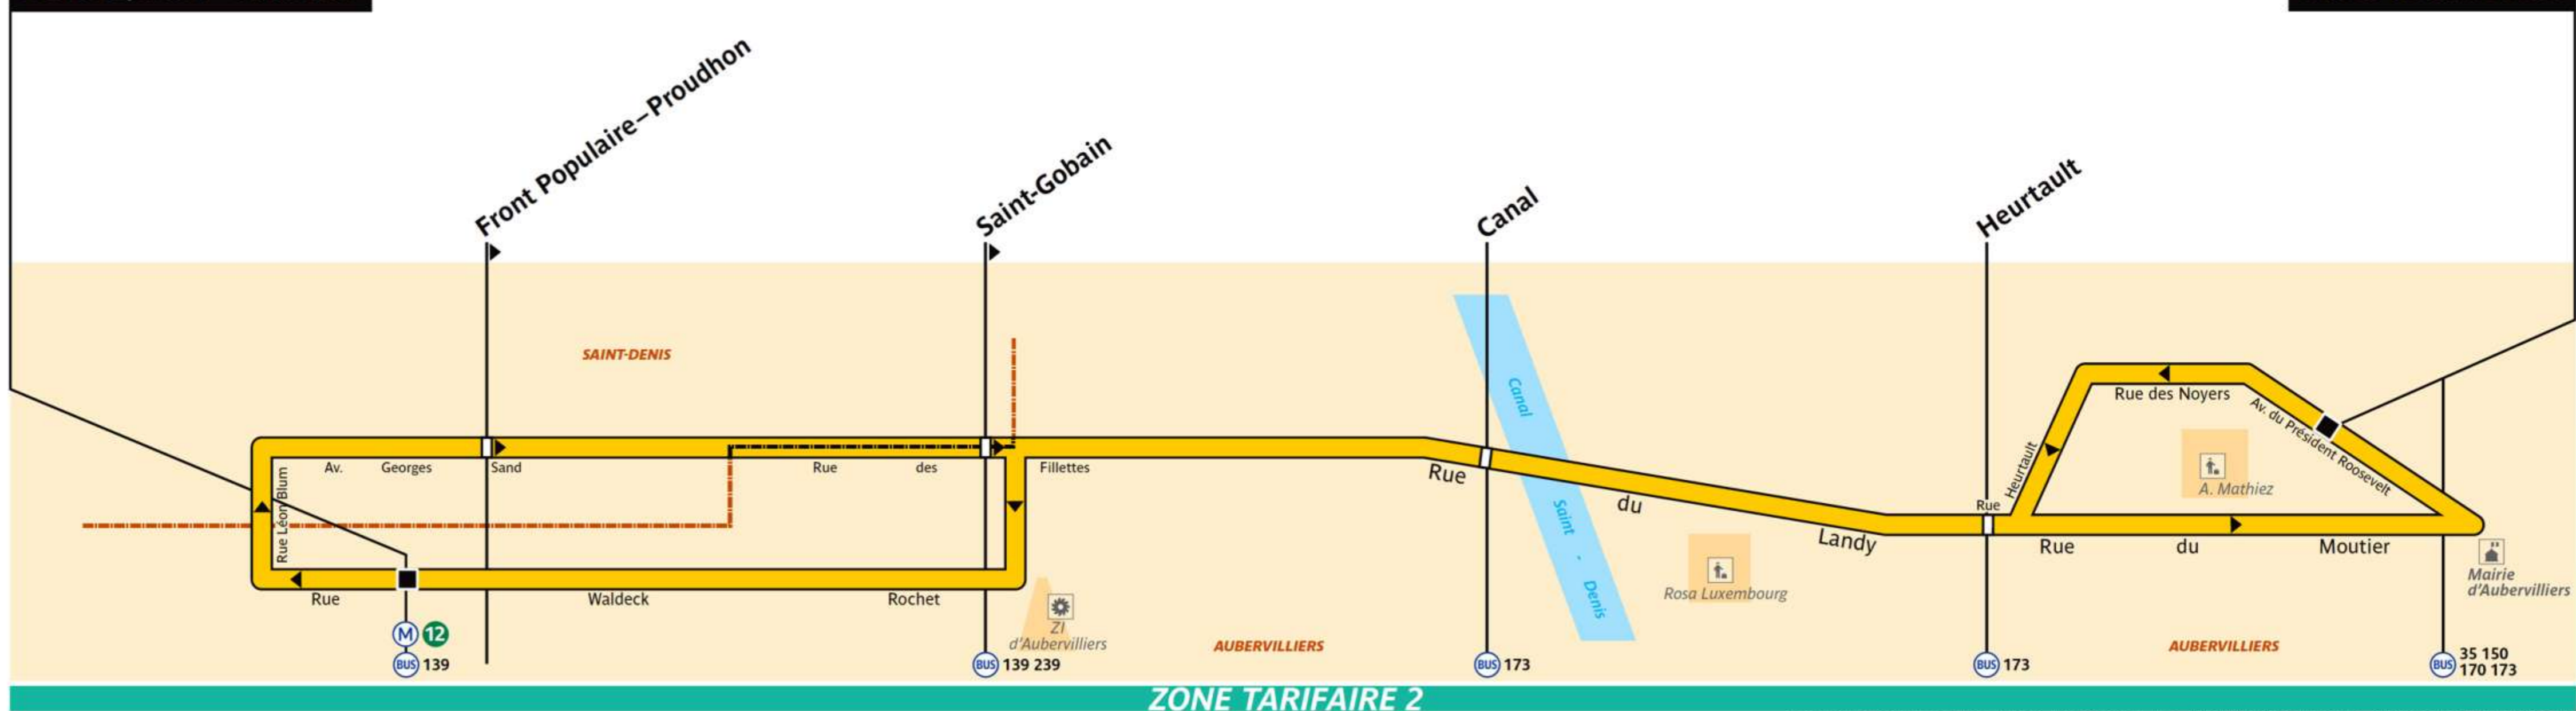 Front Populaire–Proudhon
Saint-Gobain
Canal
Heurtault
SAINT-DENIS
Canal
Saint - Denis
Rue des Noyers
Av. du Président Roosevelt
Heurtault
A. Mathiez
Av. Georges Sand
Rue des Fillettes
Rue Léon Blum
Rue du Landy
Rue
Rue du Moutier
Rue Waldeck Rochet
Mairie
d'Aubervilliers
Rosa Luxembourg
ZI
d'Aubervilliers
AUBERVILLIERS
AUBERVILLIERS
M 12
BUS 139
BUS 139 239
BUS 173
BUS 173
BUS 35 150
170 173
ZONE TARIFAIRE 2